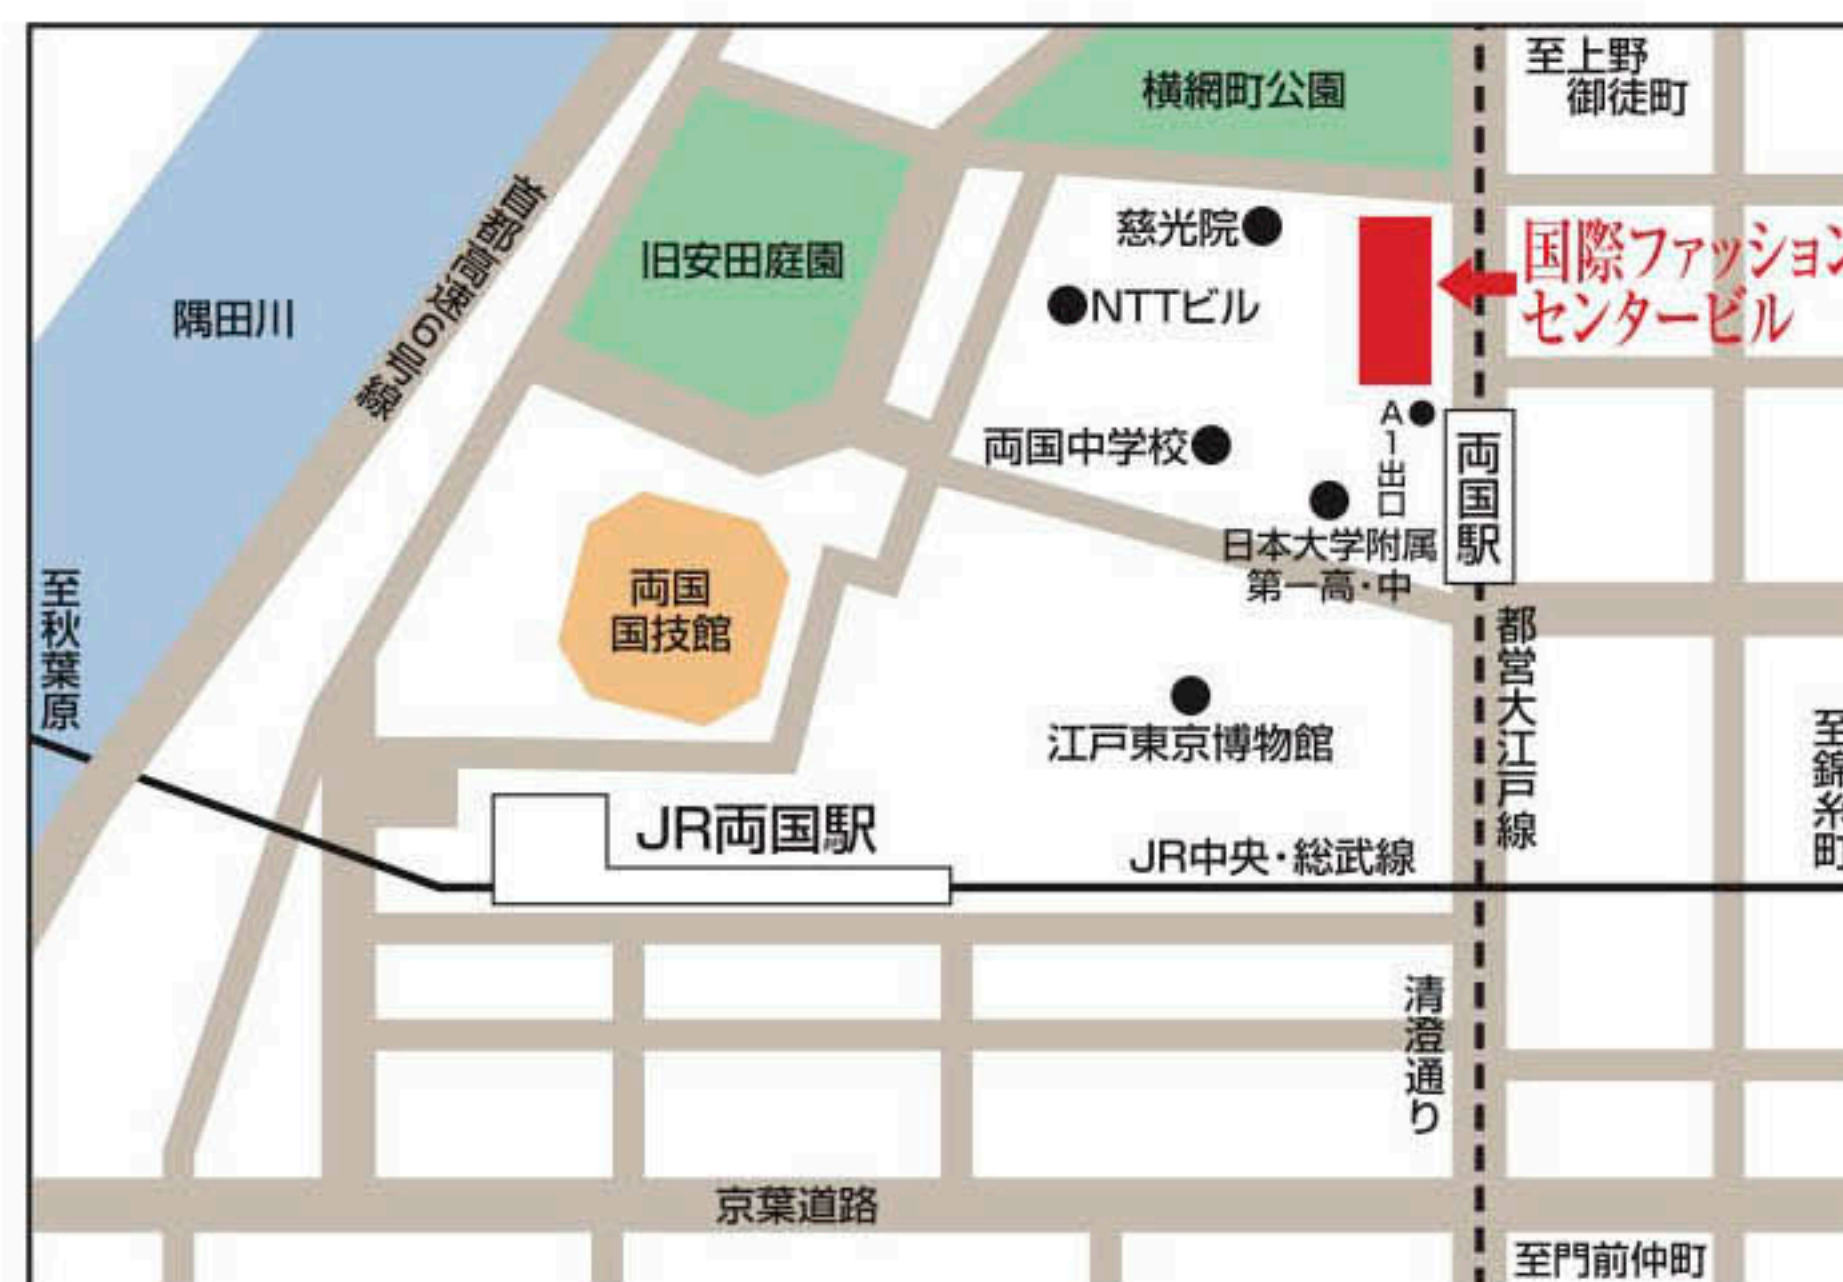 横網町公園
至上野
御徒町
首都高速6号線
慈光院
旧安田庭園
国際ファッション
センタービル
NTTビル
隅田川
A1出口
両国中学校
両国駅
日本大学附属
第一高・中
両国
国技館
至秋葉原
都営大江戸線
江戸東京博物館
至錦糸町
JR両国駅
JR中央・総武線
清澄通り
京葉道路
至門前仲町